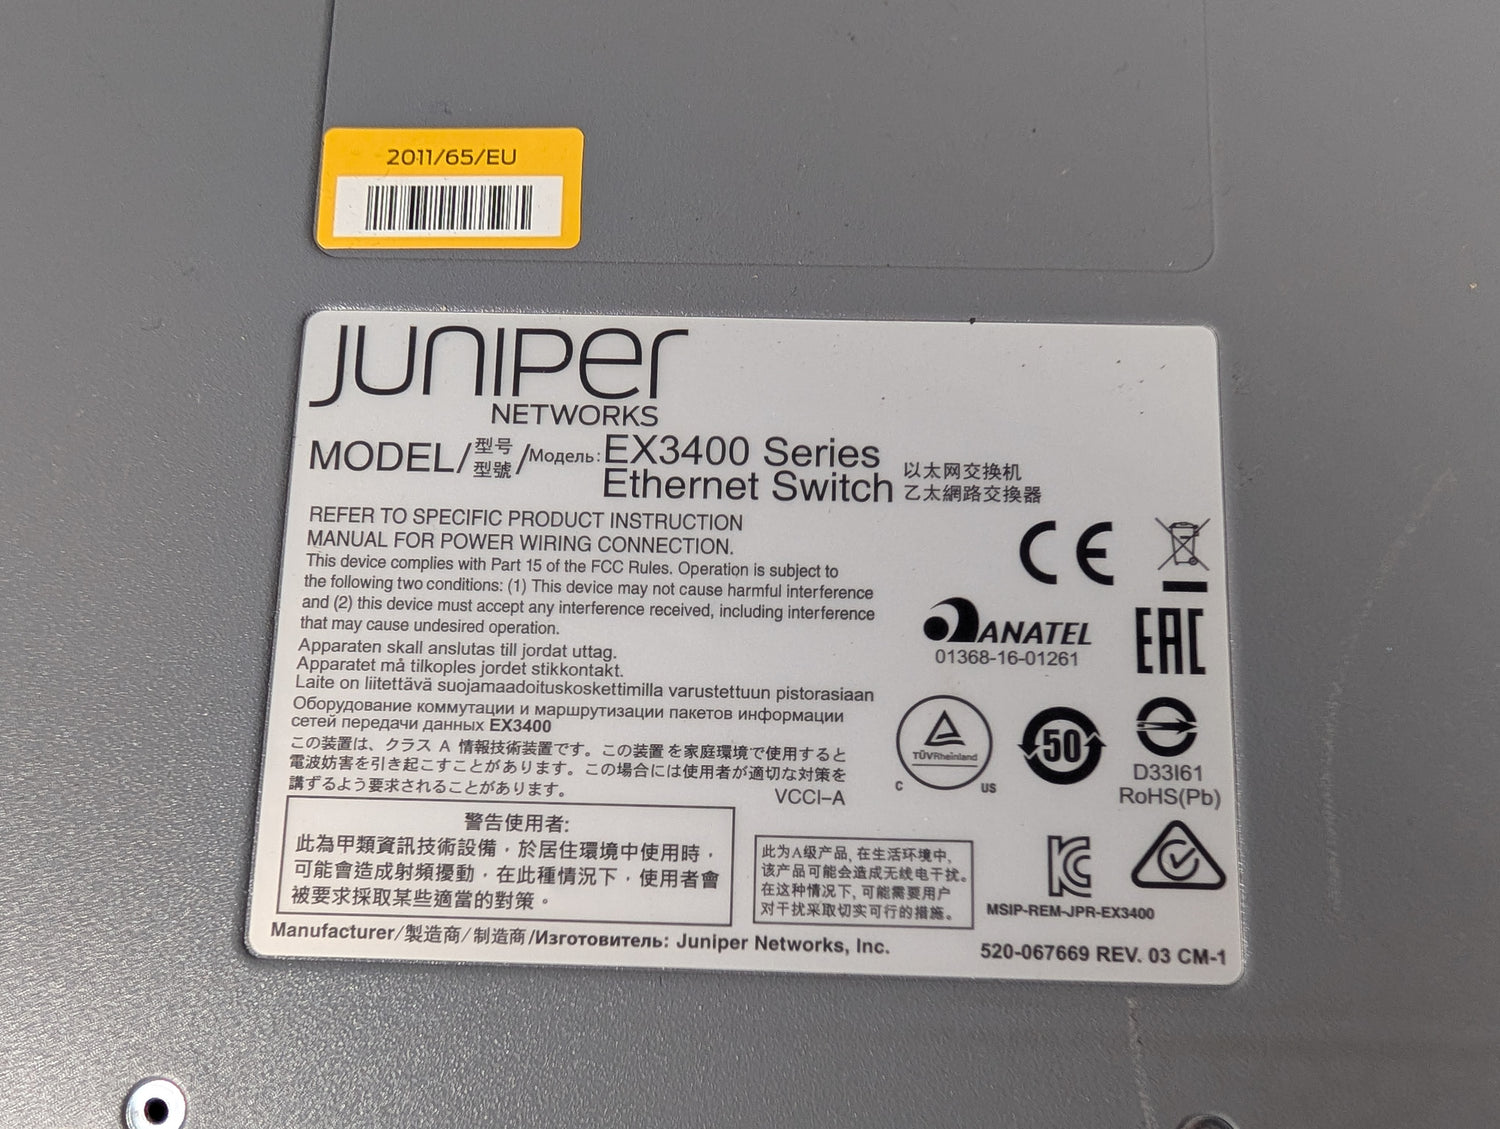 2011/65/EU
JUNIPER
NETWORKS
MODEL/型号/型號/Модель: EX3400 Series
Ethernet Switch
以太网交换机
乙太網路交換器
REFER TO SPECIFIC PRODUCT INSTRUCTION
MANUAL FOR POWER WIRING CONNECTION.
This device complies with Part 15 of the FCC Rules. Operation is subject to
the following two conditions: (1) This device may not cause harmful interference
and (2) this device must accept any interference received, including interference
that may cause undesired operation.
Apparaten skall anslutas till jordat uttag.
Apparatet må tilkoples jordet stikkontakt.
Laite on liitettävä suojamaadoituskoskettimilla varustettuun pistorasiaan
Оборудование коммутации и маршрутизации пакетов информации
сетей передачи данных EX3400
この装置は、クラス A 情報技術装置です。この装置を家庭環境で使用すると
電波妨害を引き起こすことがあります。この場合には使用者が適切な対策を
講ずるよう要求されることがあります。
VCCI-A
CE
ANATEL
01368-16-01261
EAC
TÜVRheinland
C US
50
D33I61
RoHS(Pb)
警告使用者:
此為甲類資訊技術設備，於居住環境中使用時，
可能會造成射頻擾動，在此種情況下，使用者會
被要求採取某些適當的對策。
此为A级产品, 在生活环境中,
该产品可能会造成无线电干扰。
在这种情况下, 可能需要用户
对干扰采取切实可行的措施。
KC
MSIP-REM-JPR-EX3400
Manufacturer/製造商/制造商/Изготовитель: Juniper Networks, Inc.
520-067669 REV. 03 CM-1